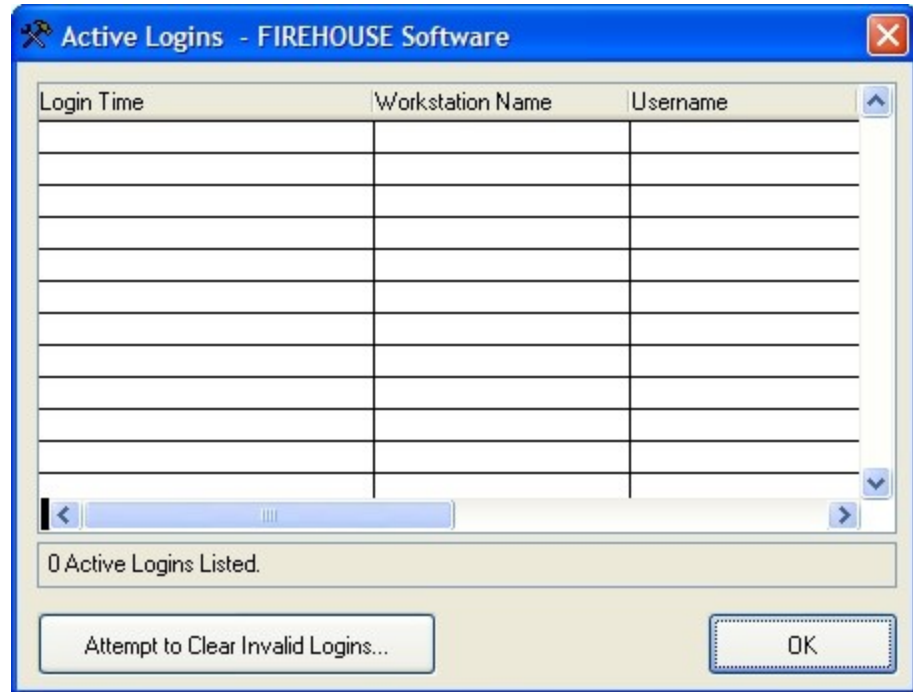 Active Logins - FIREHOUSE Software
Login Time Workstation Name Username
0 Active Logins Listed.
Attempt to Clear Invalid Logins... OK